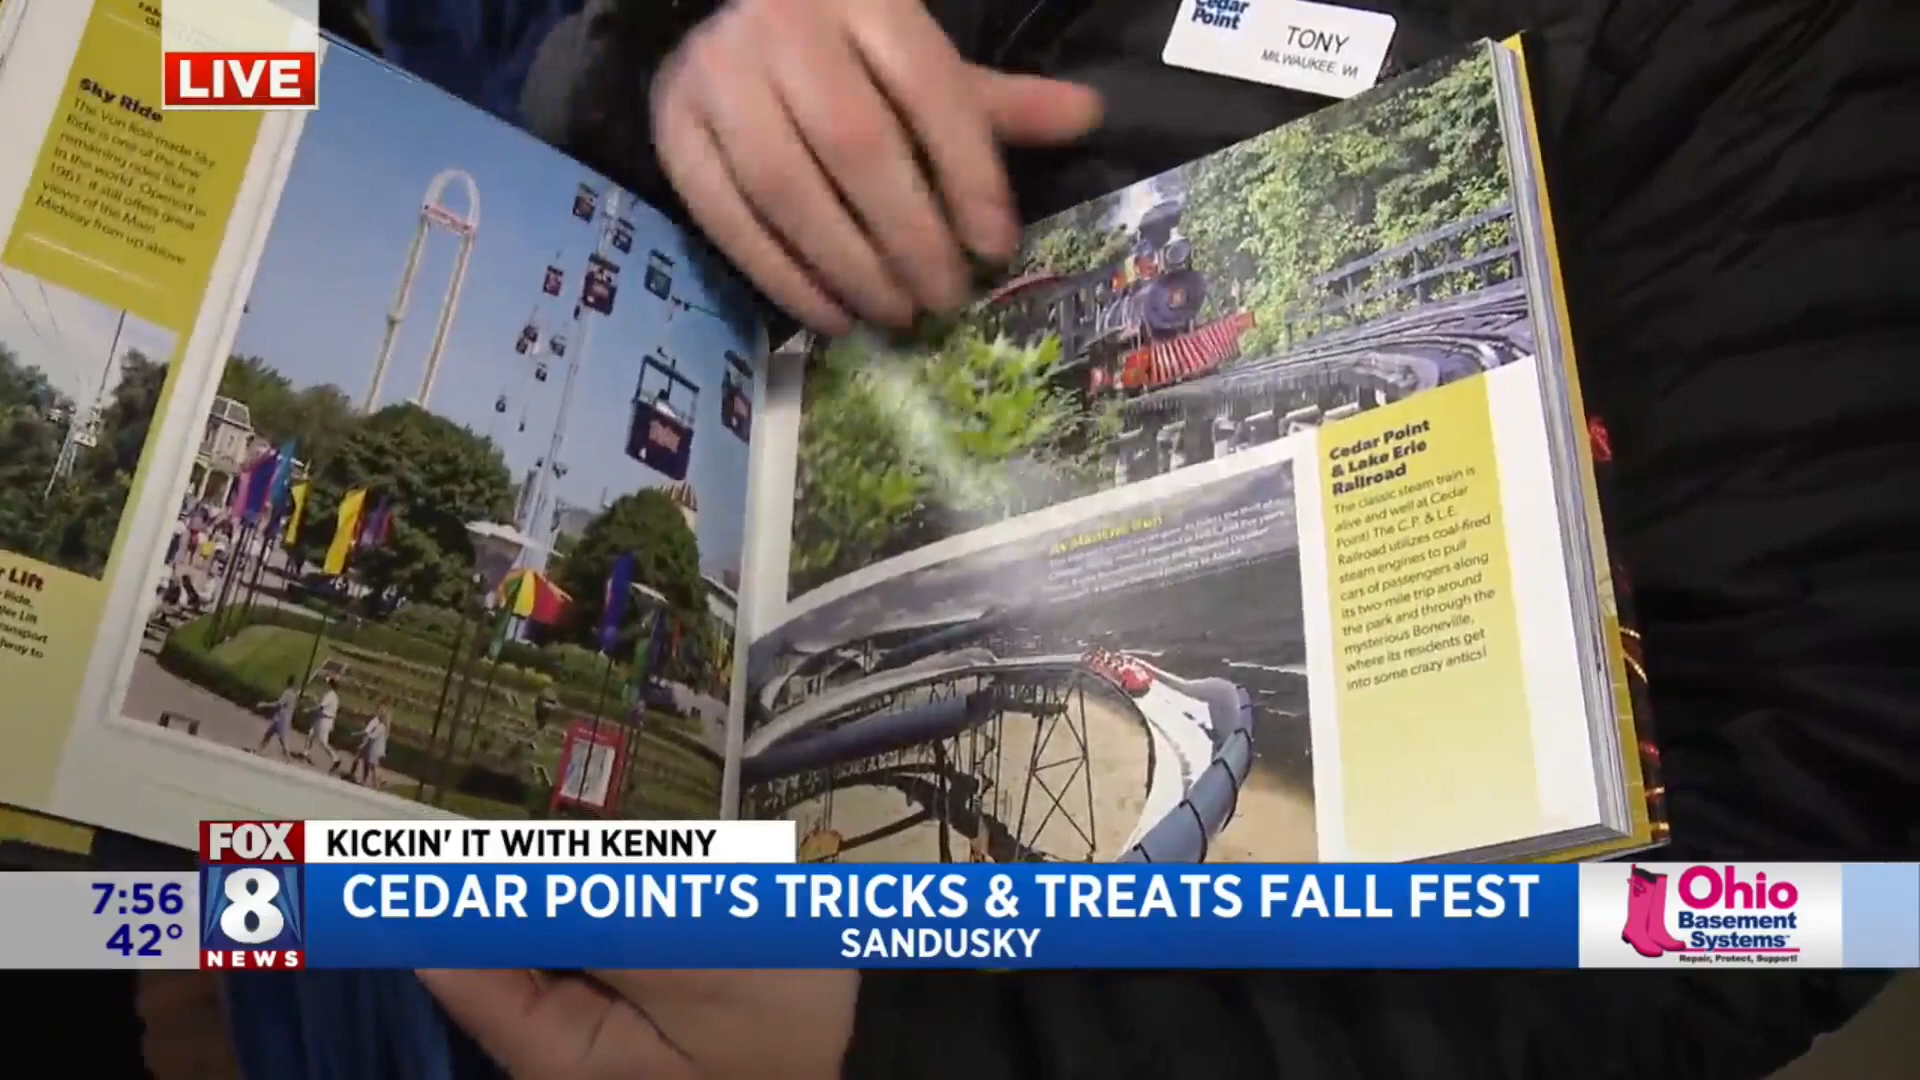 LIVE
Cedar
Point
TONY
MILWAUKEE, WI
Sky Ride
The Von Roll-made Sky
Ride is one of the few
remaining rides like it
in the world. Opened in
1961, it still offers great
views of the Main
Midway from up above
Lift
Ride,
Cedar Point
& Lake Erie
Railroad
The classic steam train is
alive and well at Cedar
Point! The C.P. & L.E.
Railroad utilizes coal-fired
steam engines to pull
cars of passengers along
its two-mile trip around
the park and through the
mysterious Boneville,
where its residents get
into some crazy antics!
FOX
8
NEWS
KICKIN' IT WITH KENNY
7:56
42°
CEDAR POINT'S TRICKS & TREATS FALL FEST
SANDUSKY
Ohio
Basement
Systems
Repair, Protect, Support!